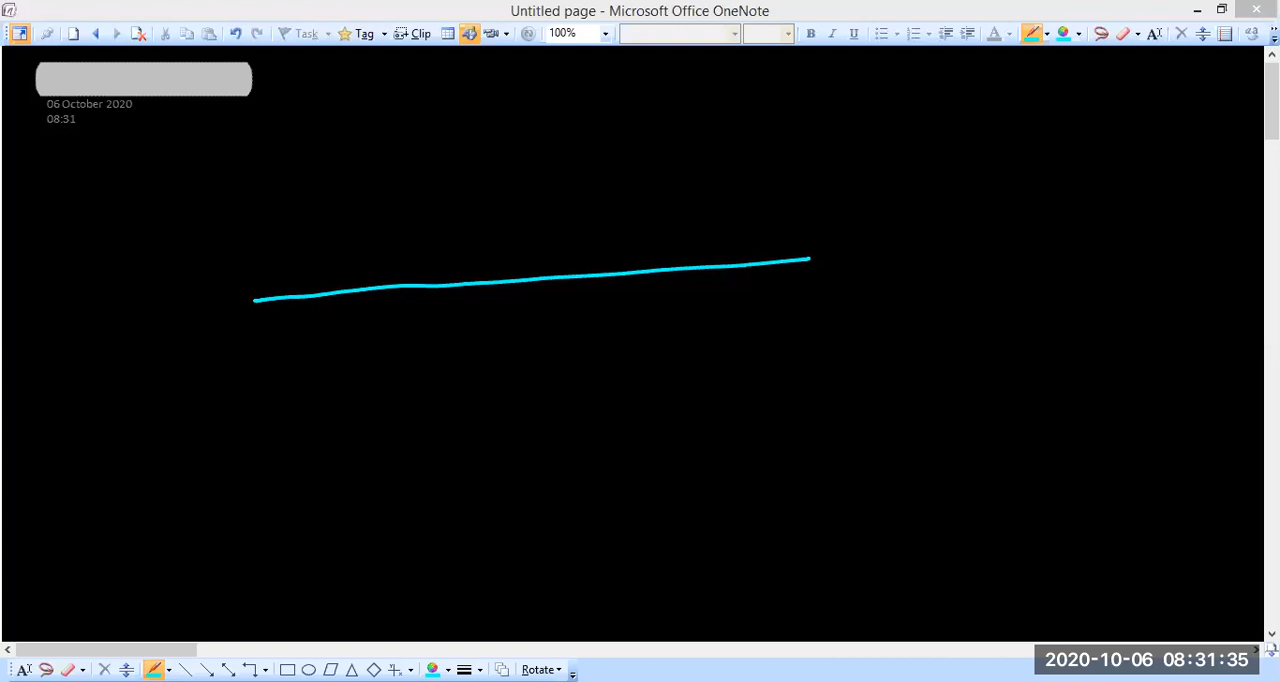 Untitled page - Microsoft Office OneNote
Task Tag Clip 100% B I U A
06 October 2020
08:31
Rotate
2020-10-06 08:31:35